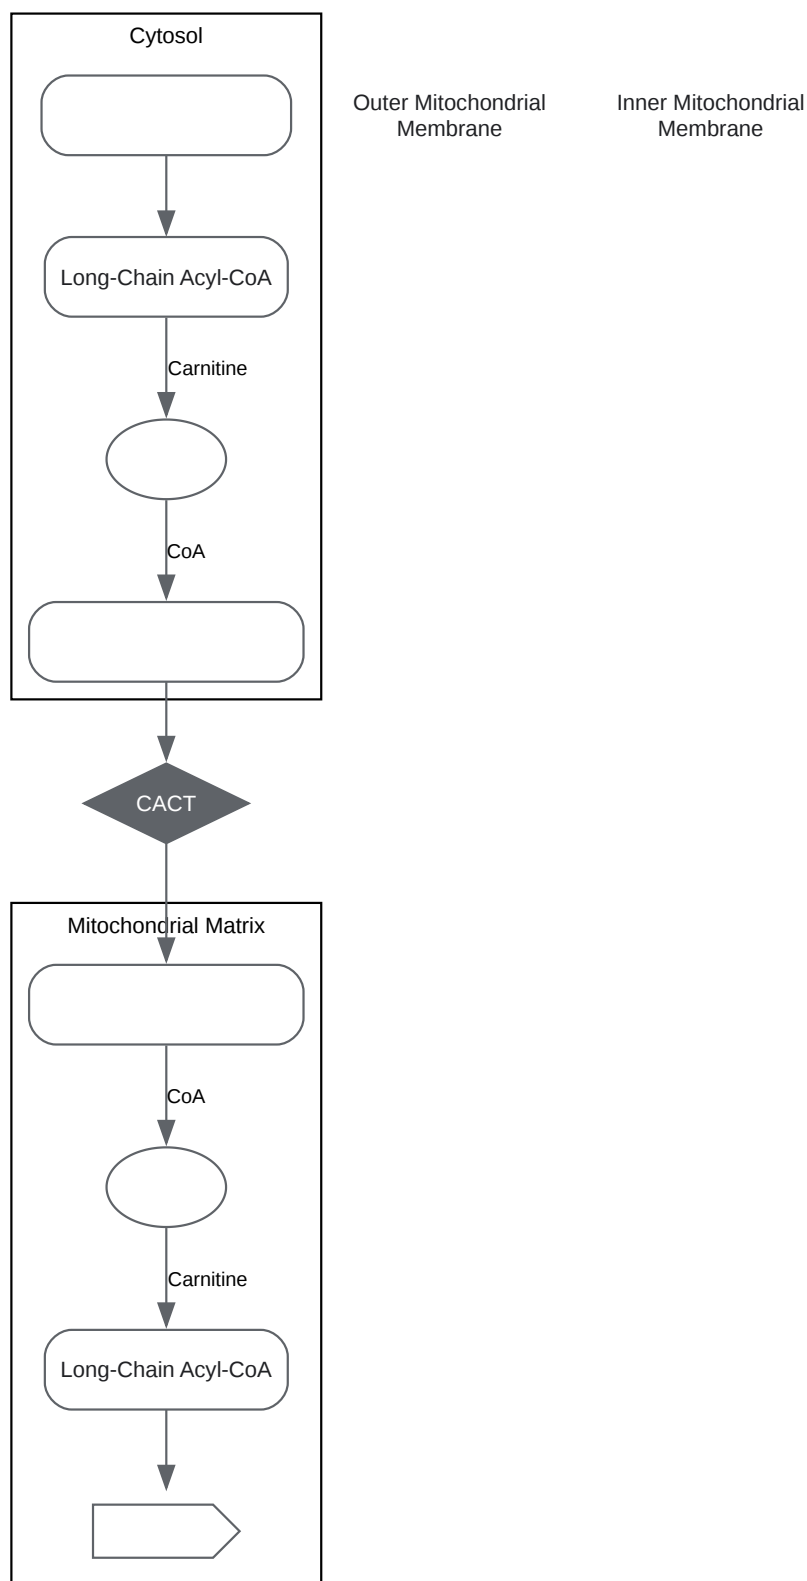 Cytosol
Outer Mitochondrial
Membrane
Inner Mitochondrial
Membrane
Long-Chain Acyl-CoA
Carnitine
CoA
CACT
Mitochondrial Matrix
CoA
Carnitine
Long-Chain Acyl-CoA